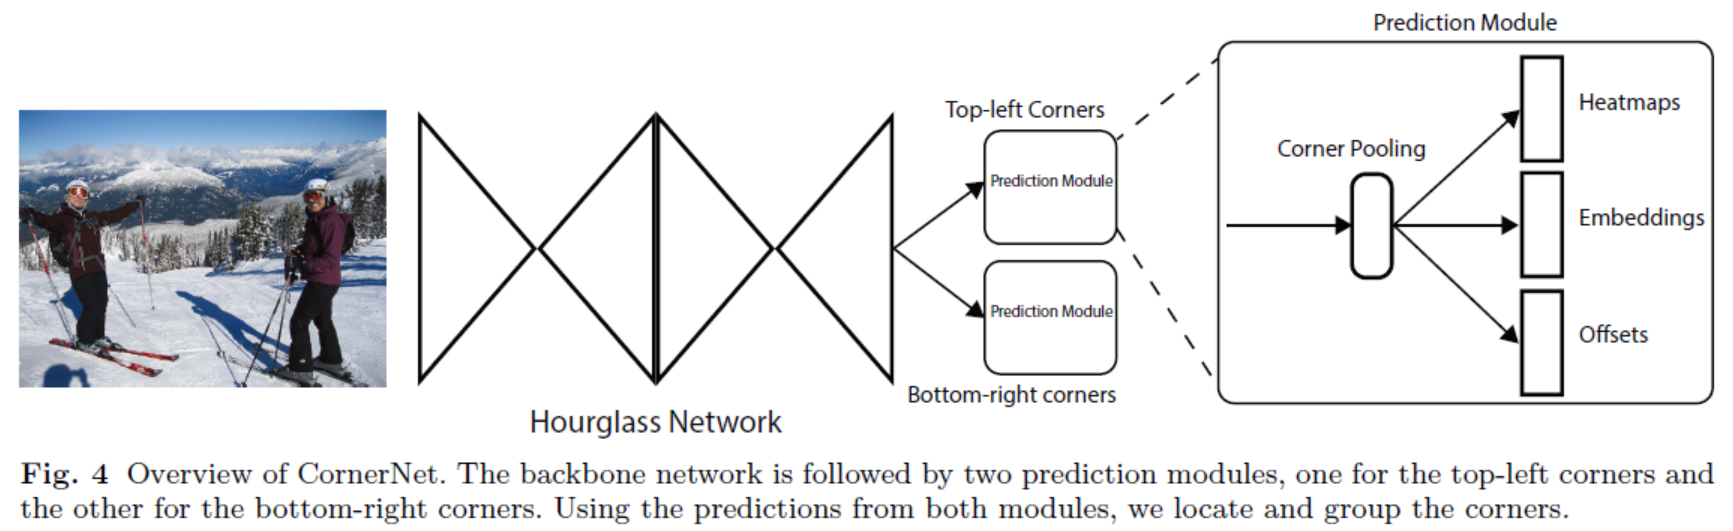 Prediction Module
Top-left Corners
Heatmaps
Corner Pooling
Prediction Module
Embeddings
Prediction Module
Offsets
Bottom-right corners
Hourglass Network
Fig. 4 Overview of CornerNet. The backbone network is followed by two prediction modules, one for the top-left corners and
the other for the bottom-right corners. Using the predictions from both modules, we locate and group the corners.